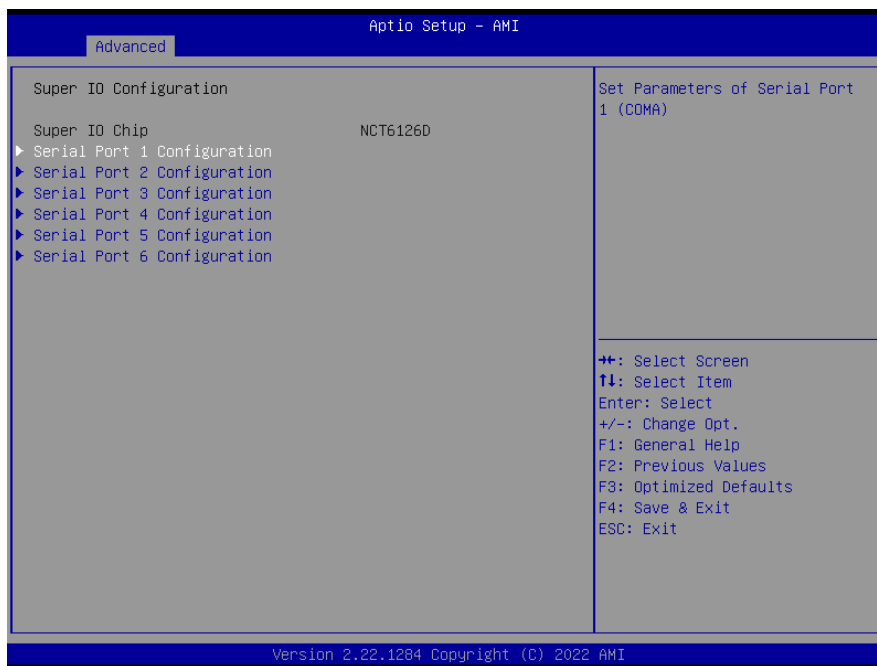 Aptio Setup - AMI
Advanced
Super IO Configuration
Super IO Chip NCT6126D
Serial Port 1 Configuration
Serial Port 2 Configuration
Serial Port 3 Configuration
Serial Port 4 Configuration
Serial Port 5 Configuration
Serial Port 6 Configuration
Set Parameters of Serial Port
1 (COMA)
→←: Select Screen
↑↓: Select Item
Enter: Select
+/-: Change Opt.
F1: General Help
F2: Previous Values
F3: Optimized Defaults
F4: Save & Exit
ESC: Exit
Version 2.22.1284 Copyright (C) 2022 AMI